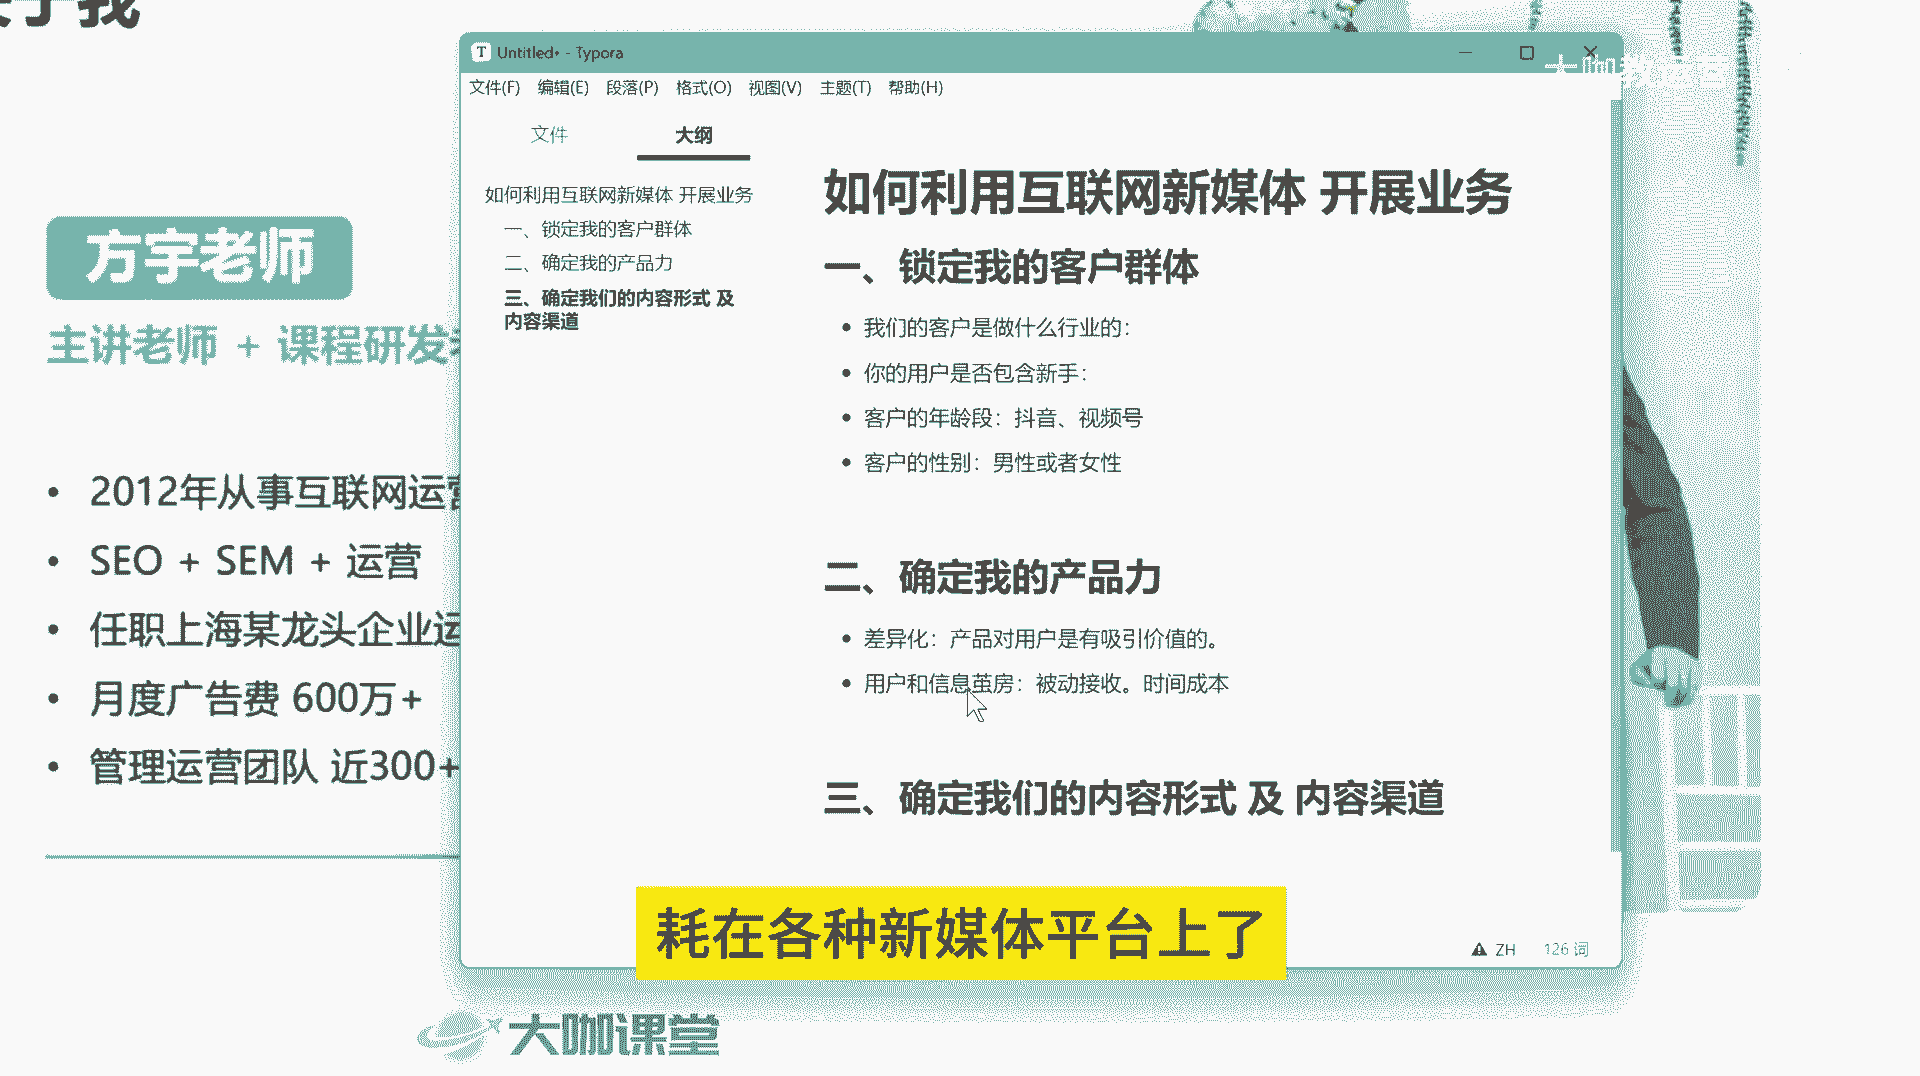 方宇老师
主讲老师 + 课程研发
2012年从事互联网运营
SEO + SEM + 运营
任职上海某龙头企业运
月度广告费 600万+
管理运营团队 近300+
Untitled• - Typora
文件(F) 编辑(E) 段落(P) 格式(O) 视图(V) 主题(T) 帮助(H)
文件 大纲
如何利用互联网新媒体 开展业务
一、锁定我的客户群体
二、确定我的产品力
三、确定我们的内容形式 及
内容渠道
如何利用互联网新媒体 开展业务
一、锁定我的客户群体
我们的客户是做什么行业的：
你的用户是否包含新手：
客户的年龄段：抖音、视频号
客户的性别：男性或者女性
二、确定我的产品力
差异化：产品对用户是有吸引价值的。
用户和信息茧房：被动接收。时间成本
三、确定我们的内容形式 及 内容渠道
ZH 126 词
耗在各种新媒体平台上了
大咖课堂